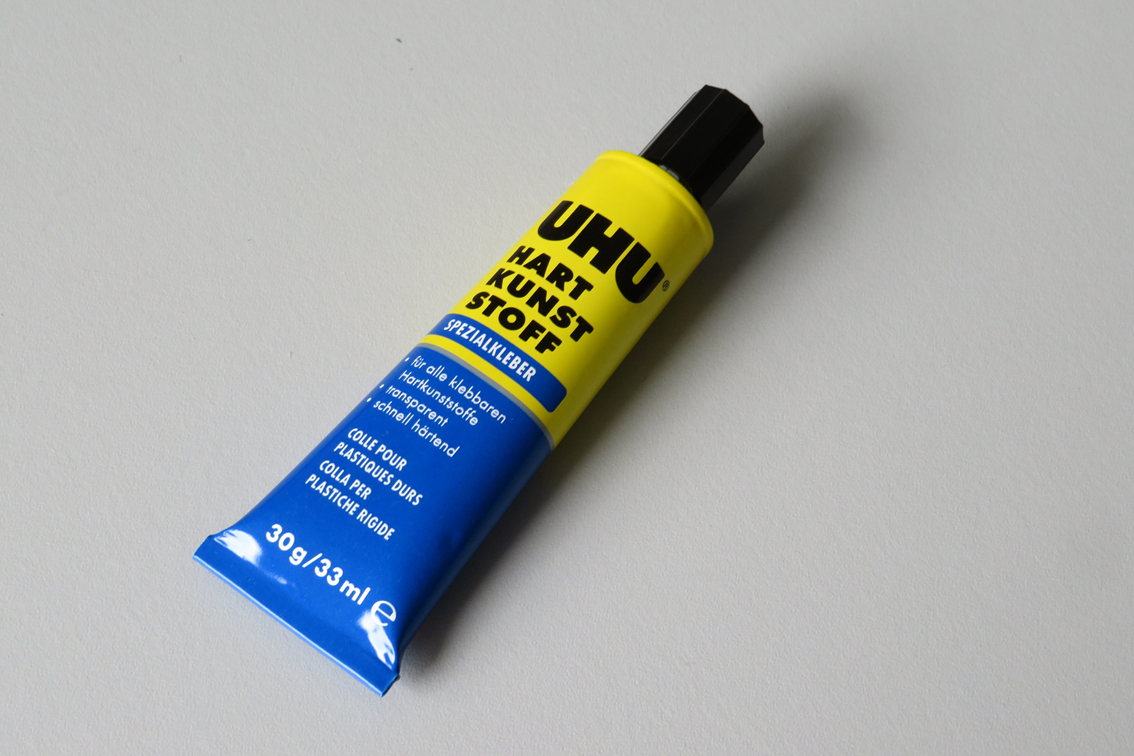 UHU®
HART
KUNST
STOFF
SPEZIALKLEBER
• für alle klebbaren
Hartkunststoffe
• transparent
• schnell härtend
COLLE POUR
PLASTIQUES DURS
COLLA PER
PLASTICHE RIGIDE
30g/33ml ℮